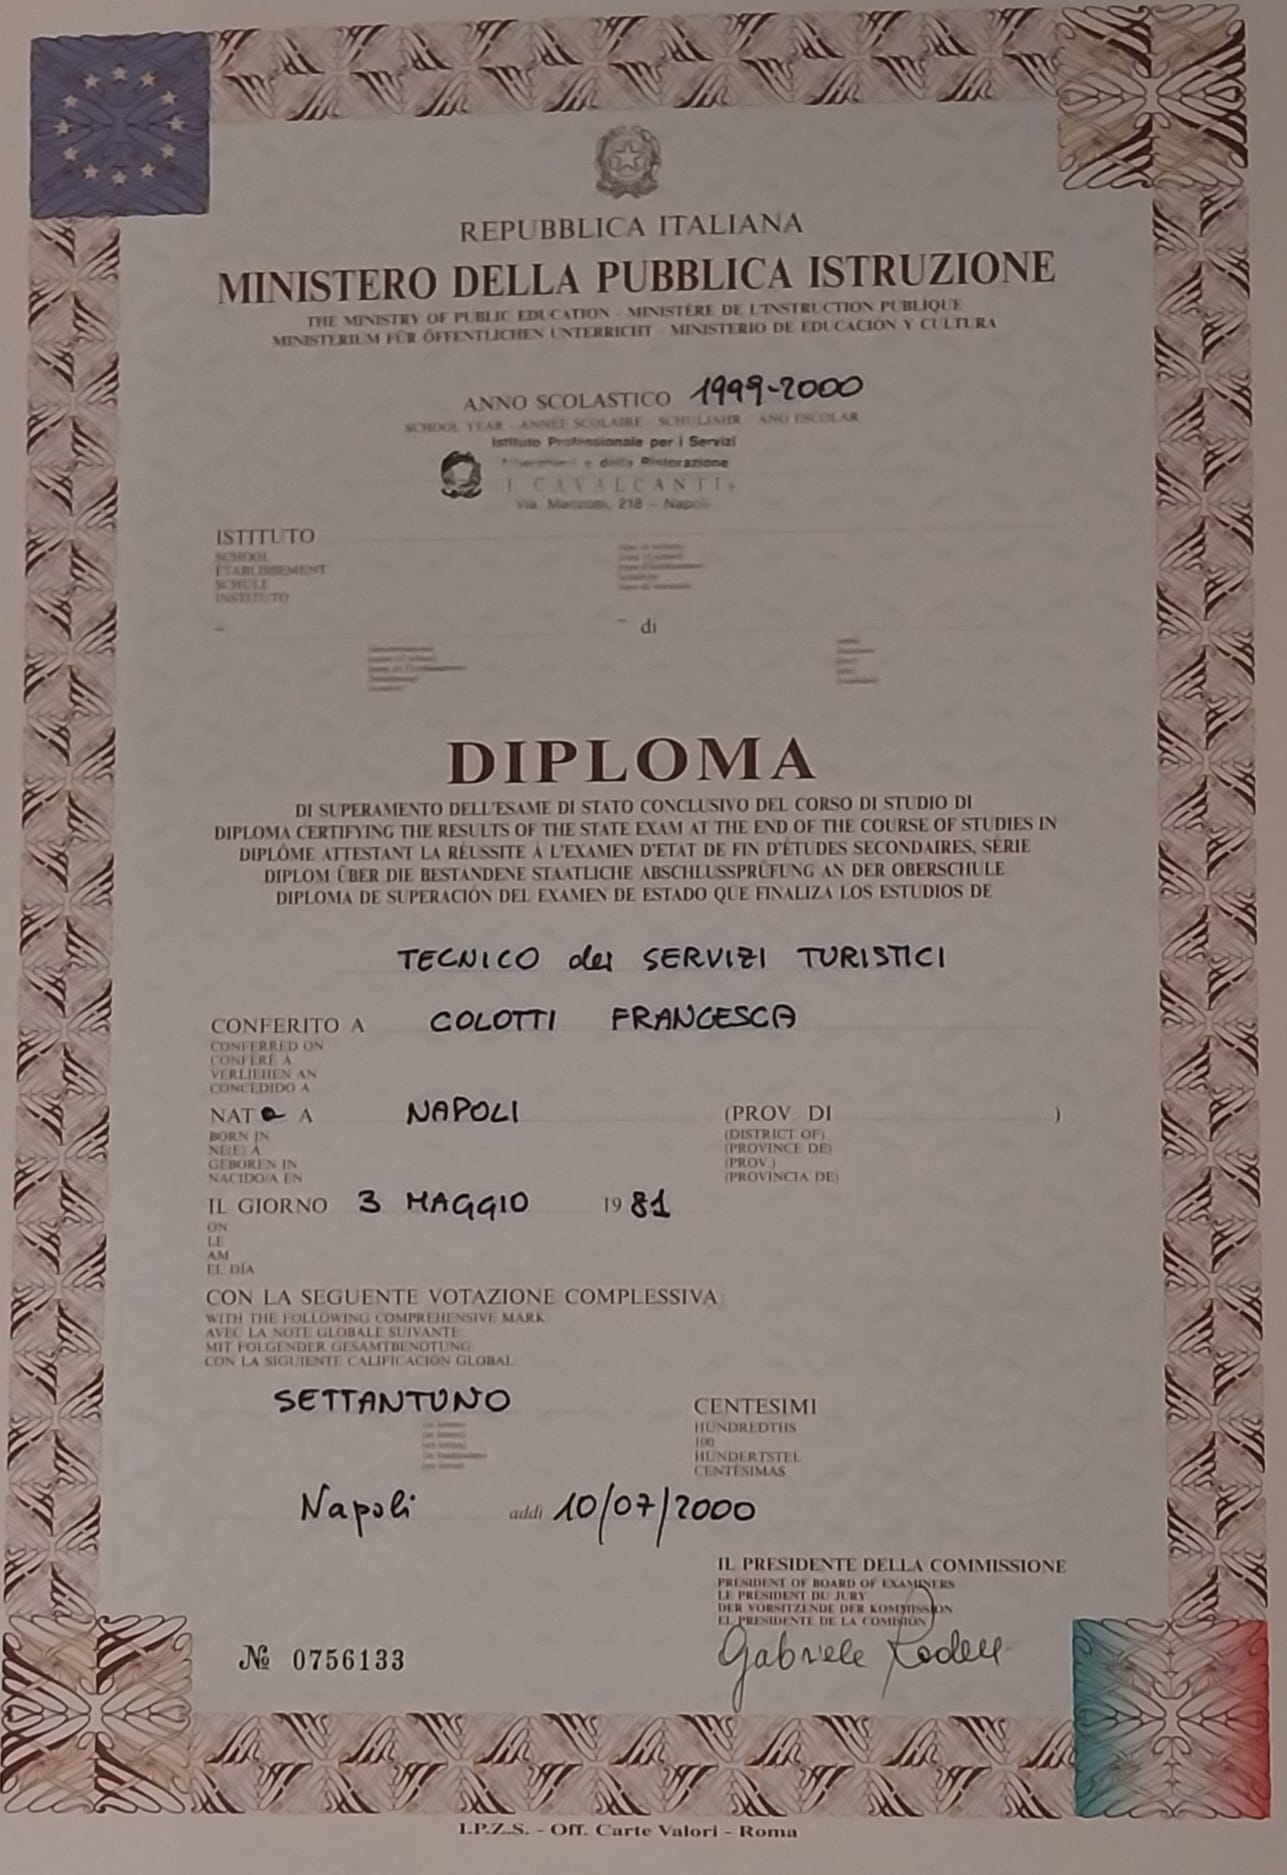 REPUBBLICA ITALIANA
MINISTERO DELLA PUBBLICA ISTRUZIONE
THE MINISTRY OF PUBLIC EDUCATION - MINISTÈRE DE L'INSTRUCTION PUBLIQUE
MINISTERIUM FÜR ÖFFENTLICHEN UNTERRICHT - MINISTERIO DE EDUCACIÓN Y CULTURA
ANNO SCOLASTICO 1999-2000
SCHOOL YEAR - ANNÉE SCOLAIRE - SCHULJAHR - ANO ESCOLAR
Istituto Professionale per i Servizi
e della Ristorazione
I CAVALCANTI
Via Manzoni, 218 - Napoli
ISTITUTO
SCHOOL
ÉTABLISSEMENT
SCHULE
INSTITUTO
di
DIPLOMA
DI SUPERAMENTO DELL'ESAME DI STATO CONCLUSIVO DEL CORSO DI STUDIO DI
DIPLOMA CERTIFYING THE RESULTS OF THE STATE EXAM AT THE END OF THE COURSE OF STUDIES IN
DIPLÔME ATTESTANT LA RÉUSSITE À L'EXAMEN D'ETAT DE FIN D'ÉTUDES SECONDAIRES, SÉRIE
DIPLOM ÜBER DIE BESTANDENE STAATLICHE ABSCHLUSSPRÜFUNG AN DER OBERSCHULE
DIPLOMA DE SUPERACIÓN DEL EXAMEN DE ESTADO QUE FINALIZA LOS ESTUDIOS DE
TECNICO dei SERVIZI TURISTICI
CONFERITO A COLOTTI FRANCESCA
CONFERRED ON
CONFÉRÉ À
VERLIEHEN AN
CONCEDIDO A
NATA A NAPOLI (PROV. DI )
BORN IN (DISTRICT OF)
NÉ(E) À (PROVINCE DE)
GEBOREN IN (PROV.)
NACIDO/A EN (PROVINCIA DE)
IL GIORNO 3 MAGGIO 1981
ON
LE
AM
EL DÍA
CON LA SEGUENTE VOTAZIONE COMPLESSIVA
WITH THE FOLLOWING COMPREHENSIVE MARK
AVEC LA NOTE GLOBALE SUIVANTE
MIT FOLGENDER GESAMTBENOTUNG
CON LA SIGUIENTE CALIFICACIÓN GLOBAL
SETTANTUNO CENTESIMI
HUNDREDTHS
100
HUNDERTSTEL
CENTÉSIMAS
Napoli addì 10/07/2000
IL PRESIDENTE DELLA COMMISSIONE
PRESIDENT OF BOARD OF EXAMINERS
LE PRÉSIDENT DU JURY
DER VORSITZENDE DER KOMMISSION
EL PRESIDENTE DE LA COMISIÓN
Gabriele
№ 0756133
I.P.Z.S. - Off. Carte Valori - Roma